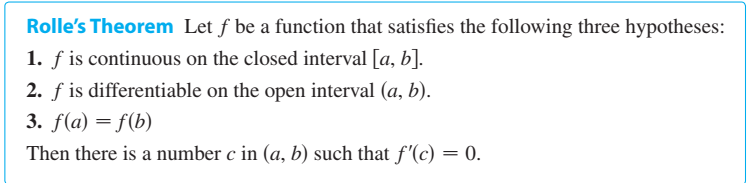 Rolle's Theorem Let f be a function that satisfies the following three hypotheses:
1. f is continuous on the closed interval [a, b].
2. f is differentiable on the open interval (a, b).
3. f(a) = f(b)
Then there is a number c in (a, b) such that f′(c) = 0.